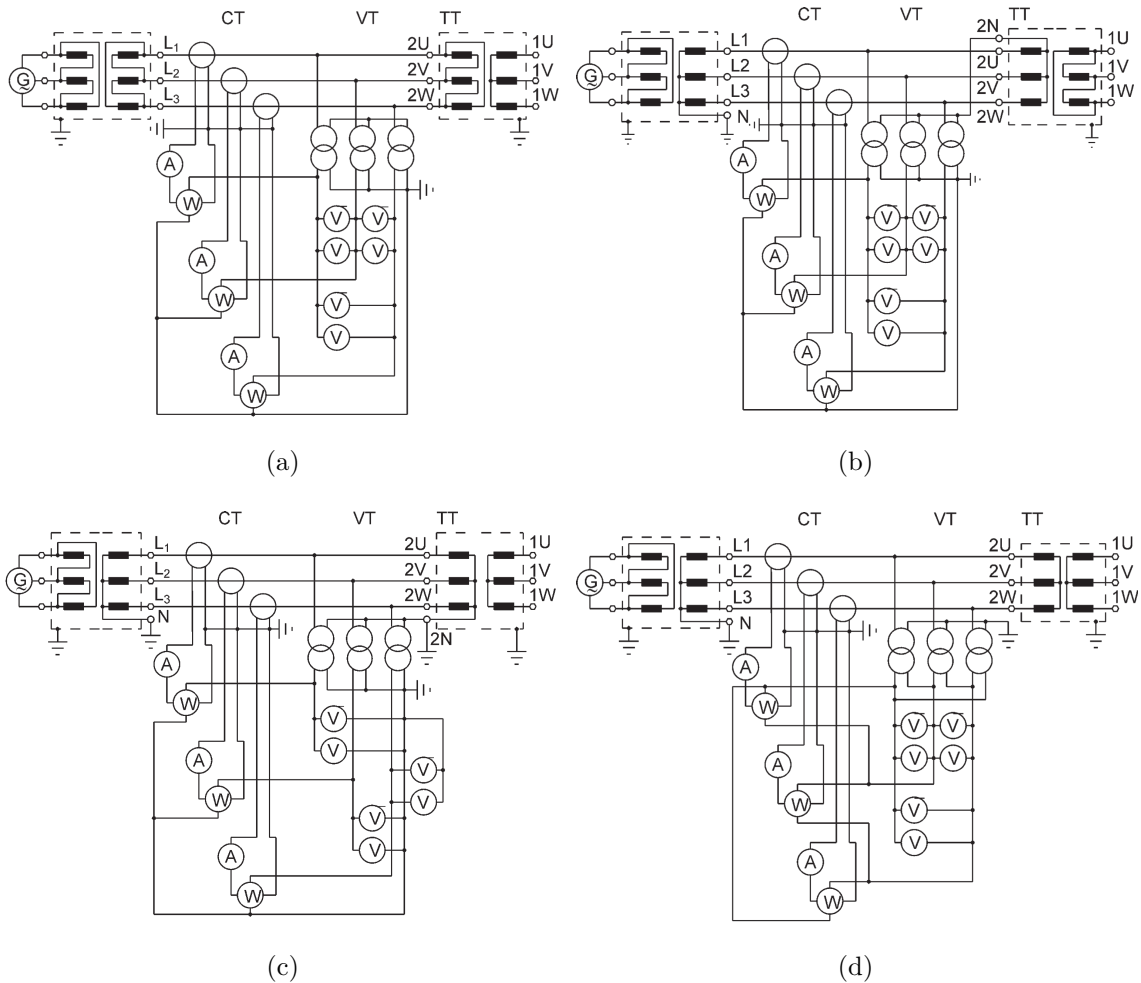 CT VT TT
L1 2U 1U
G L2 2V 1V
L3 2W 1W
A
W
V V
A V V
W
V
A V
W
(a)
CT VT TT
2N
L1 1U
G L2 2U 1V
L3 2V 1W
N 2W
A
W
V V
A V V
W
V
A V
W
(b)
CT VT TT
L1 2U 1U
G L2 2V 1V
L3 2W 1W
N 2N
A
W
V
V
A V
W V
V
A V
W
(c)
CT VT TT
L1 2U 1U
G L2 2V 1V
L3 2W 1W
N
A
W
V V
A V V
W
V
A V
W
(d)